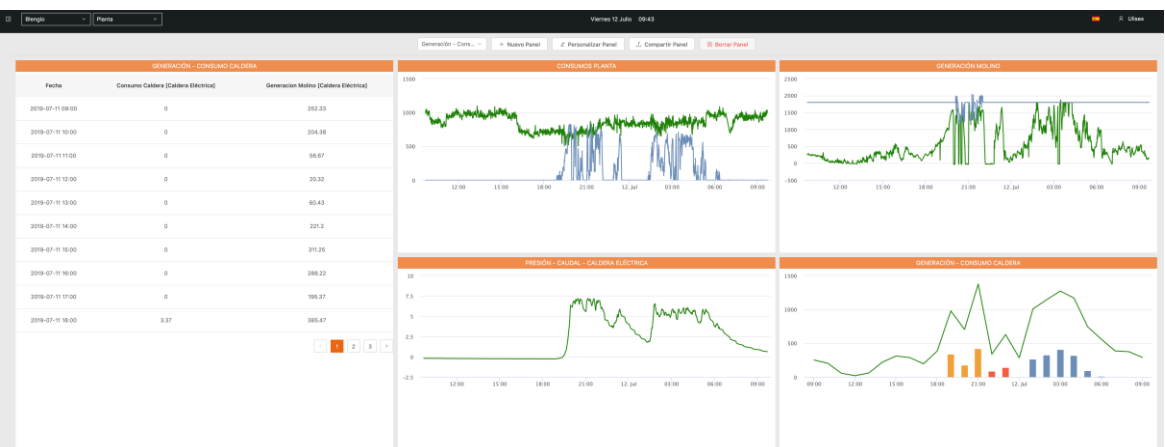 Blengio Planta Viernes 12 Julio 09:43 Ulises
Generación - Cons... + Nuevo Panel Personalizar Panel Compartir Panel Borrar Panel
GENERACIÓN - CONSUMO CALDERA
Fecha Consumo Caldera [Caldera Eléctrica] Generacion Molino [Caldera Eléctrica]
2019-07-11 09:00 0 252.33
2019-07-11 10:00 0 204.38
2019-07-11 11:00 0 56.67
2019-07-11 12:00 0 20.32
2019-07-11 13:00 0 60.43
2019-07-11 14:00 0 221.2
2019-07-11 15:00 0 311.25
2019-07-11 16:00 0 288.22
2019-07-11 17:00 0 195.37
2019-07-11 18:00 3.37 385.47
< 1 2 3 >
CONSUMOS PLANTA
1500
1000
500
0
12:00 15:00 18:00 21:00 12. Jul 03:00 06:00 09:00
GENERACIÓN MOLINO
2500
2000
1500
1000
500
0
-500
12:00 15:00 18:00 21:00 12. Jul 03:00 06:00 09:00
PRESIÓN - CAUDAL - CALDERA ELÉCTRICA
10
7.5
5
2.5
0
-2.5
12:00 15:00 18:00 21:00 12. Jul 03:00 06:00 09:00
GENERACIÓN - CONSUMO CALDERA
1500
1000
500
0
09:00 12:00 15:00 18:00 21:00 12. Jul 03:00 06:00 09:00